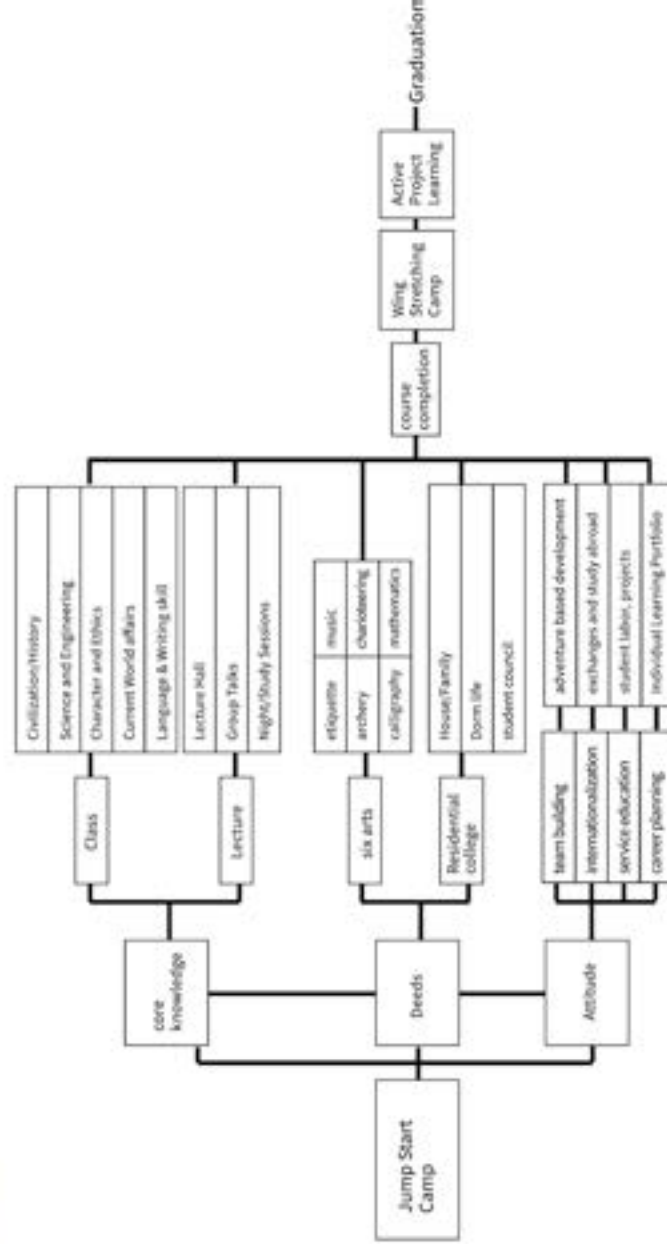 Jump Start
Camp
core
knowledge
Deeds
Attitude
Class
Lecture
six arts
Residential
college
team building
internationalization
service education
career planning
Civilization/History
Science and Engineering
Character and Ethics
Current World affairs
Language & Writing skill
Lecture Hall
Group Talks
Night/Study Sessions
etiquette music
archery charioteering
calligraphy mathematics
House/Family
Dorm life
student council
adventure based development
exchanges and study abroad
student labor, projects
individual Learning Portfolio
course
completion
Wing
Stretching
Camp
Active
Project
Learning
Graduation